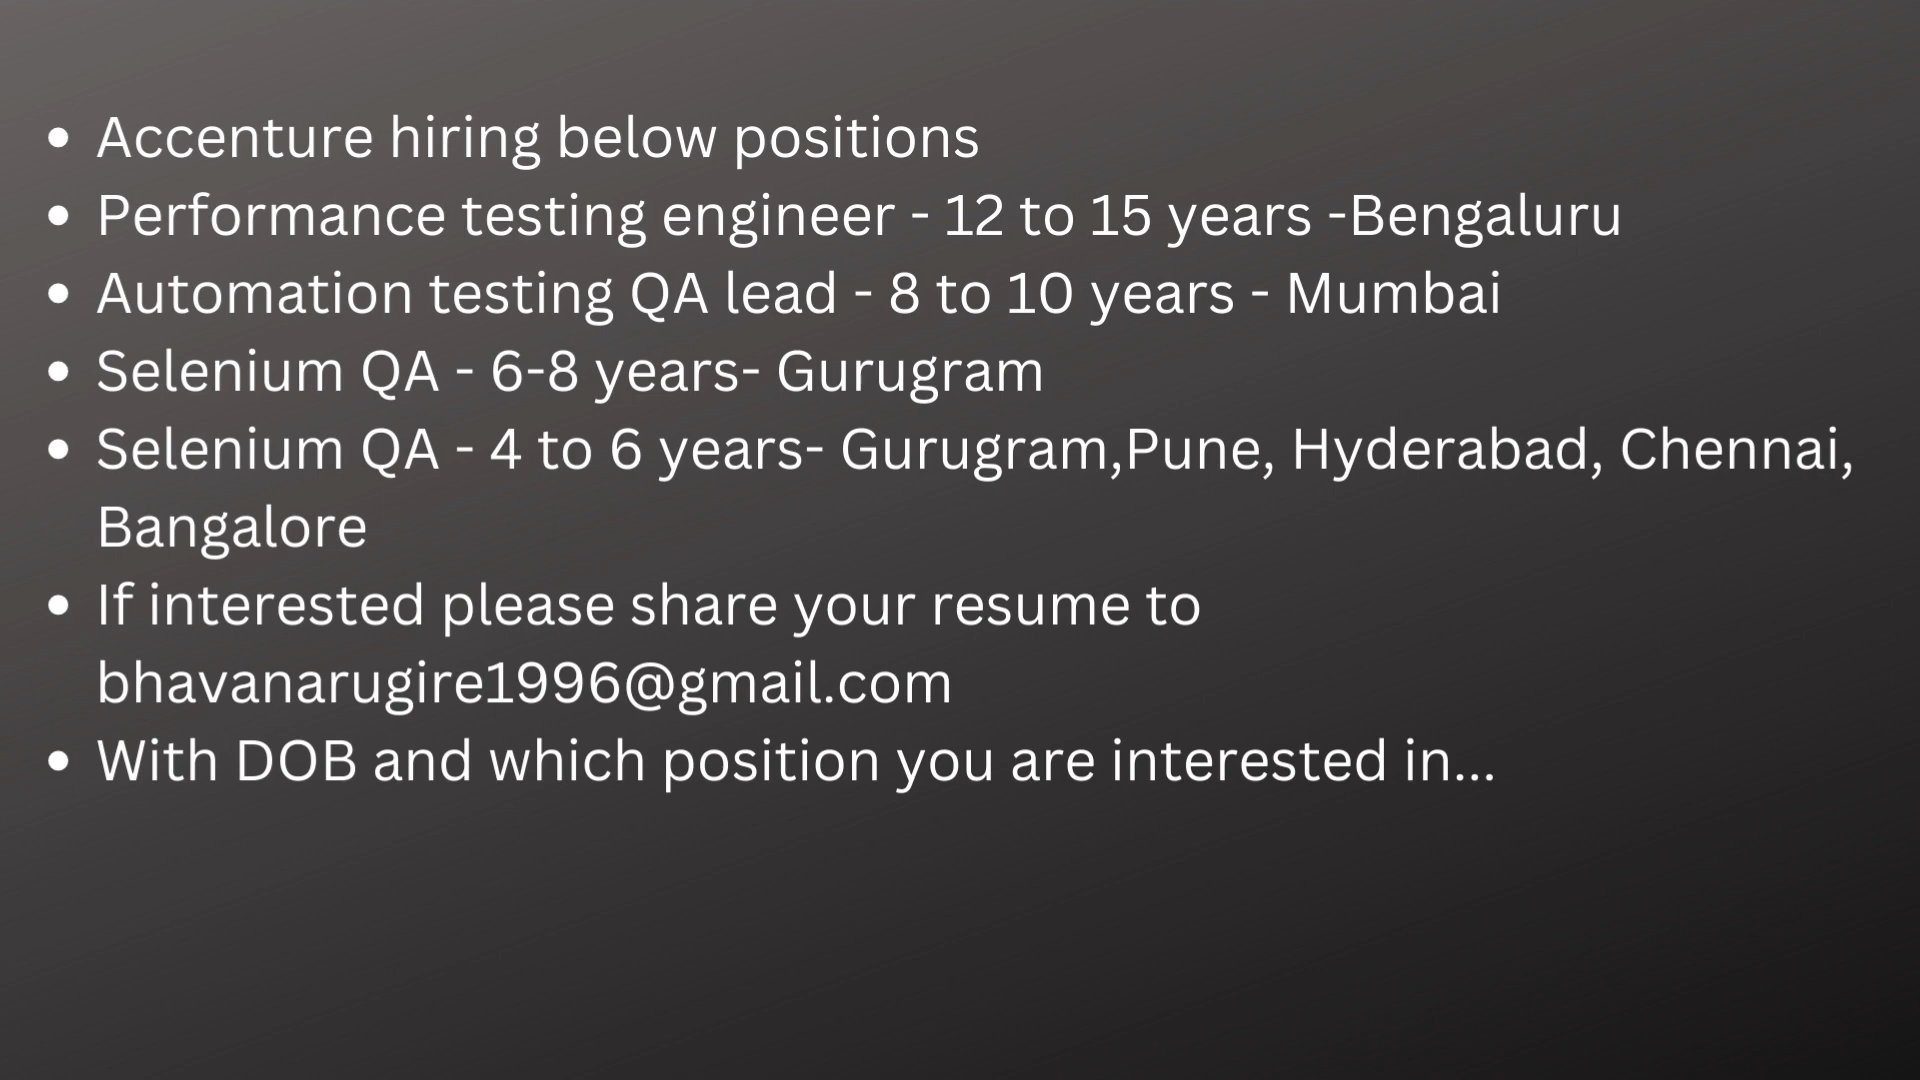 • Accenture hiring below positions
• Performance testing engineer - 12 to 15 years -Bengaluru
• Automation testing QA lead - 8 to 10 years - Mumbai
• Selenium QA - 6-8 years- Gurugram
• Selenium QA - 4 to 6 years- Gurugram,Pune, Hyderabad, Chennai,
Bangalore
• If interested please share your resume to
bhavanarugire1996@gmail.com
• With DOB and which position you are interested in...